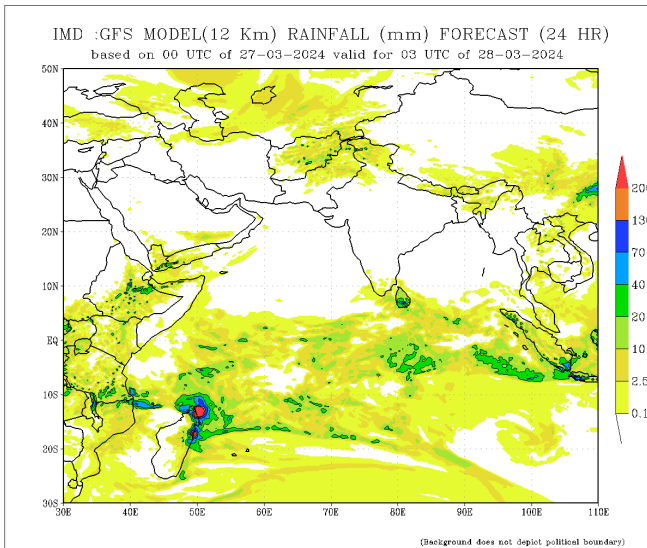 IMD :GFS MODEL(12 Km) RAINFALL (mm) FORECAST (24 HR)
based on 00 UTC of 27-03-2024 valid for 03 UTC of 28-03-2024
50N
40N
30N
20N
10N
EQ
10S
20S
30S
30E 40E 50E 60E 70E 80E 90E 100E 110E
200
130
70
40
20
10
2.5
0.1
(Background does not depict political boundary)